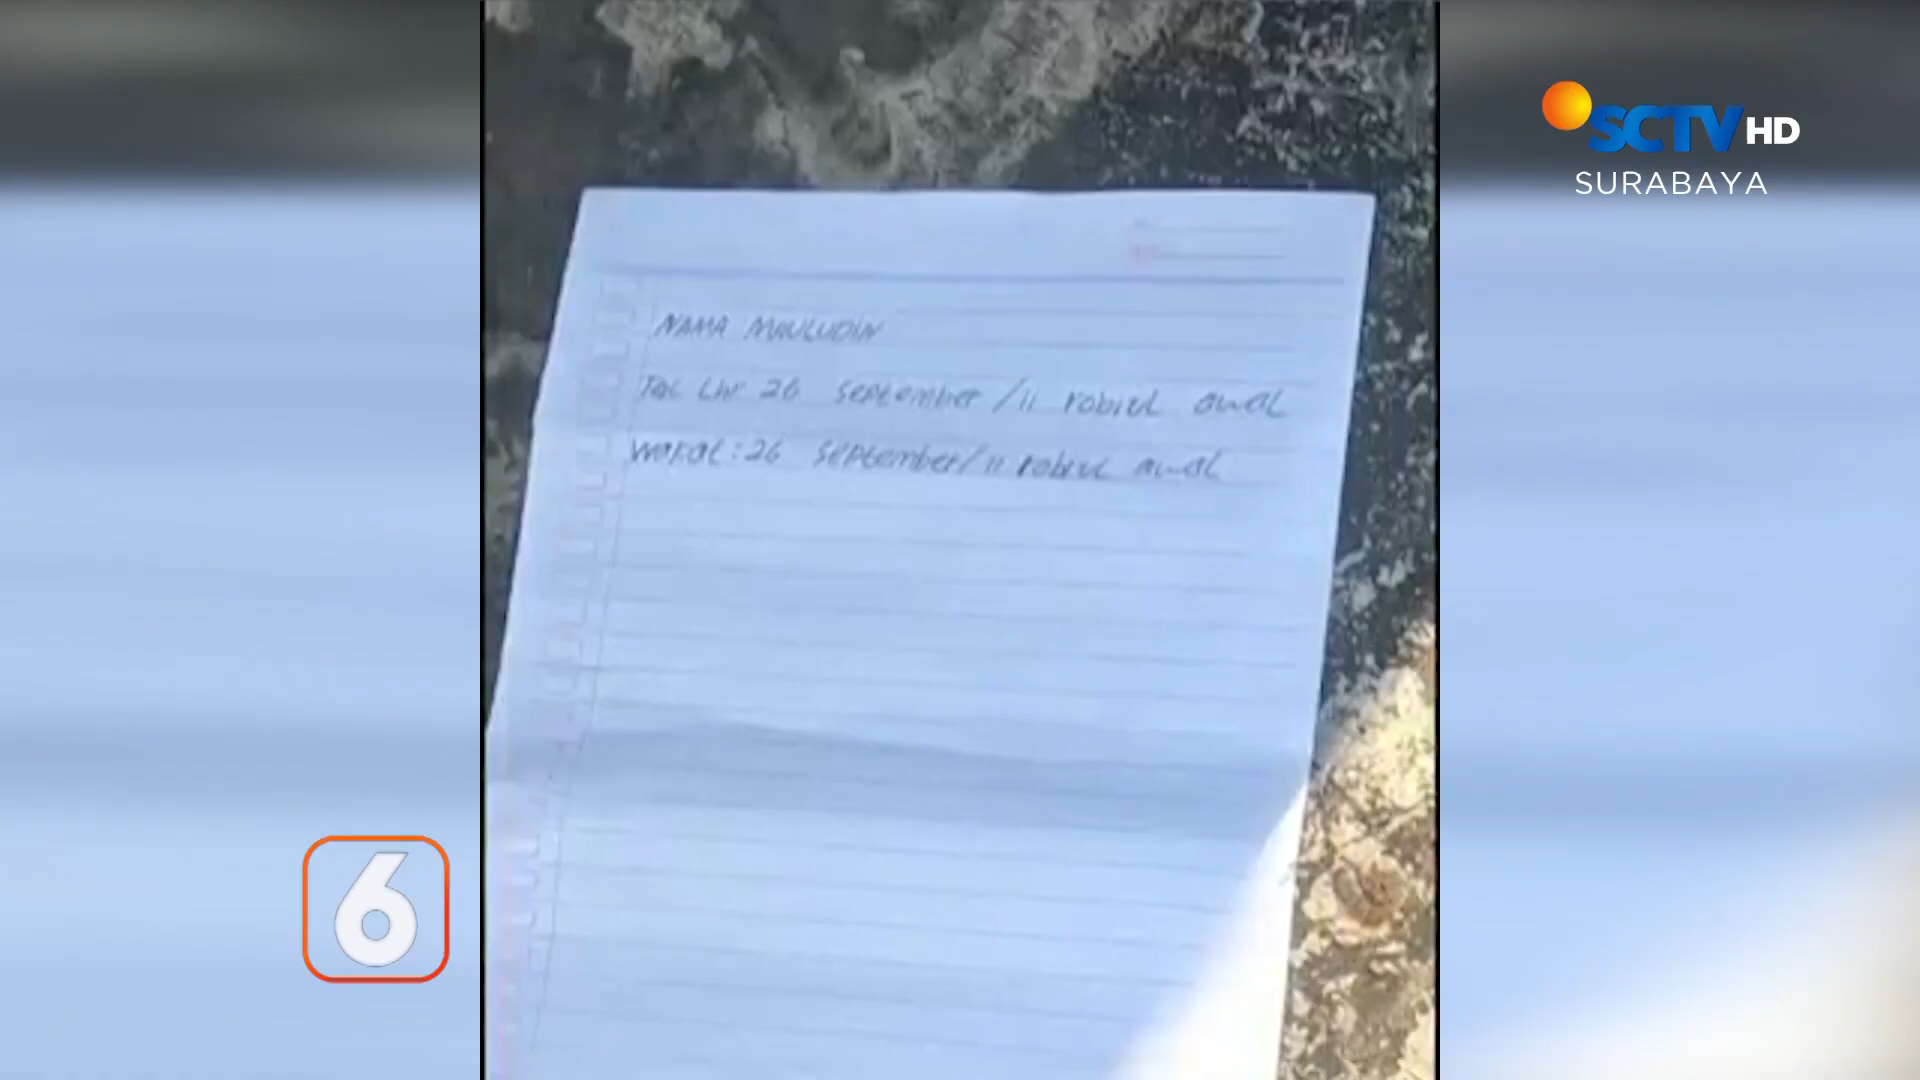 SCTV HD
SURABAYA
NAMA MAULUDIN
Tgl Lhr 26 September /11 robiul awal
Wafat : 26 September / 11 robiul awal
6